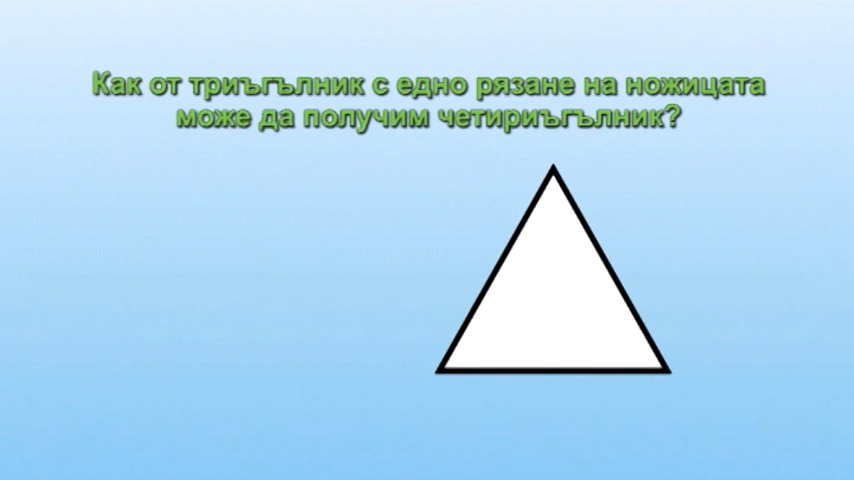 Как от триъгълник с едно рязане на ножицата
може да получим четириъгълник?